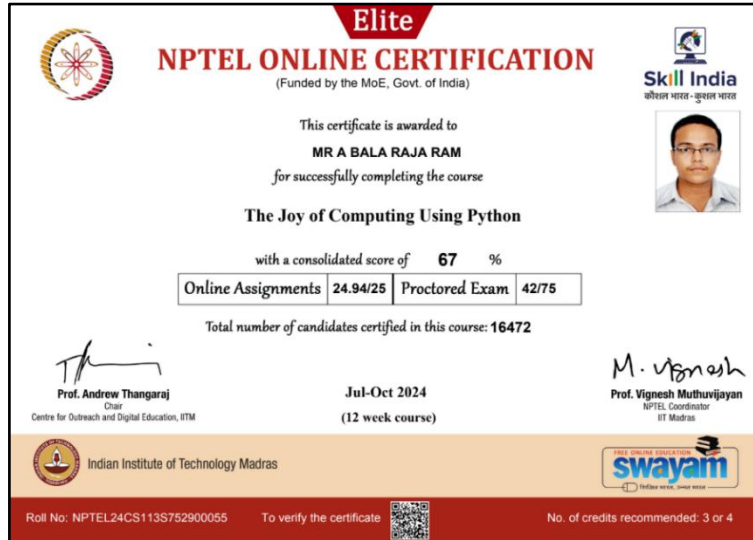 Elite
NPTEL ONLINE CERTIFICATION
(Funded by the MoE, Govt. of India)
Skill India
कौशल भारत - कुशल भारत
This certificate is awarded to
MR A BALA RAJA RAM
for successfully completing the course
The Joy of Computing Using Python
with a consolidated score of 67 %
Online Assignments 24.94/25 Proctored Exam 42/75
Total number of candidates certified in this course: 16472
M. Vignesh
Prof. Andrew Thangaraj
Chair
Centre for Outreach and Digital Education, IITM
Jul-Oct 2024
(12 week course)
Prof. Vignesh Muthuvijayan
NPTEL Coordinator
IIT Madras
Indian Institute of Technology Madras
FREE ONLINE EDUCATION
swayam
शिक्षित भारत, उन्नत भारत
Roll No: NPTEL24CS113S752900055 To verify the certificate No. of credits recommended: 3 or 4